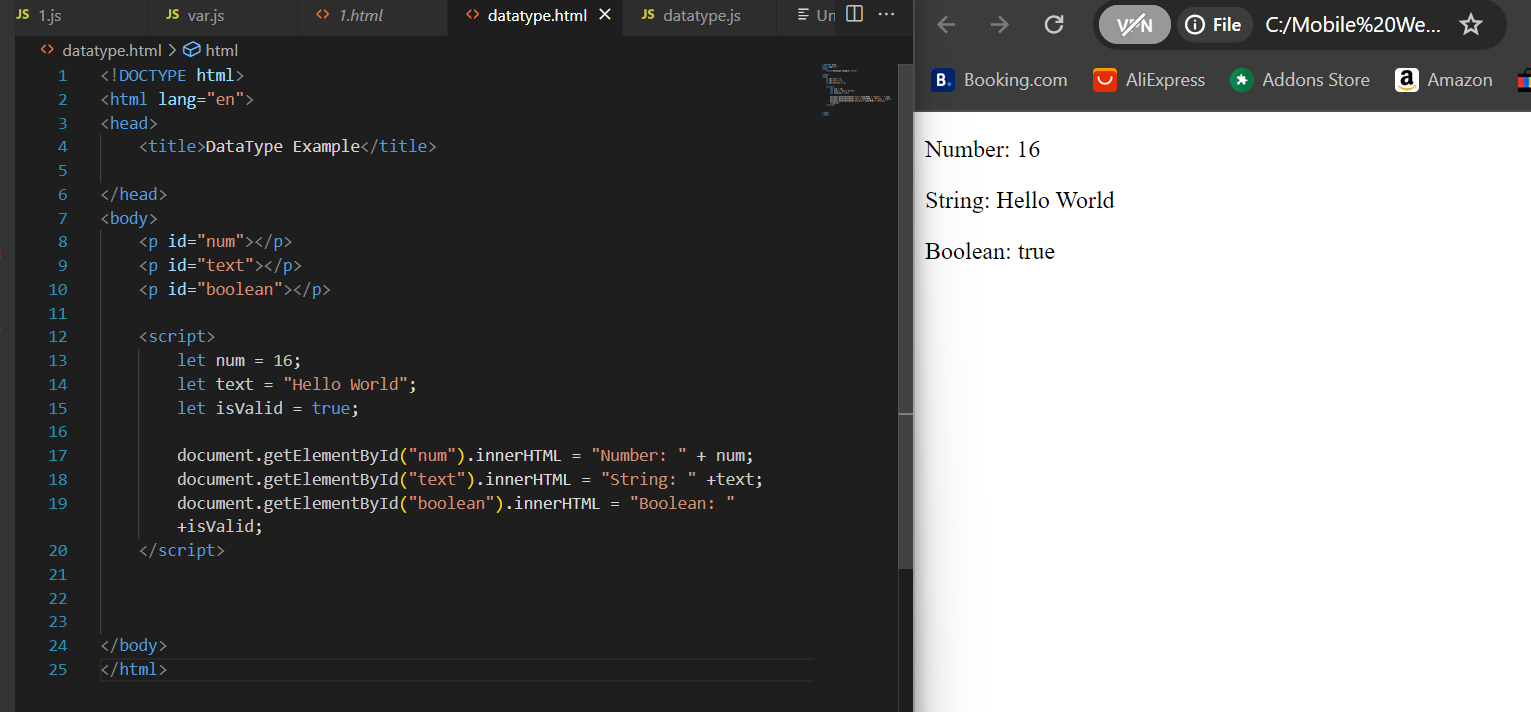 JS 1.js JS var.js <> 1.html <> datatype.html × JS datatype.js Un ···
<> datatype.html > html
1 <!DOCTYPE html>
2 <html lang="en">
3 <head>
4 <title>DataType Example</title>
5
6 </head>
7 <body>
8 <p id="num"></p>
9 <p id="text"></p>
10 <p id="boolean"></p>
11
12 <script>
13 let num = 16;
14 let text = "Hello World";
15 let isValid = true;
16
17 document.getElementById("num").innerHTML = "Number: " + num;
18 document.getElementById("text").innerHTML = "String: " +text;
19 document.getElementById("boolean").innerHTML = "Boolean: "
+isValid;
20 </script>
21
22
23
24 </body>
25 </html>
VPN File C:/Mobile%20We...
B. Booking.com AliExpress Addons Store a Amazon
Number: 16
String: Hello World
Boolean: true